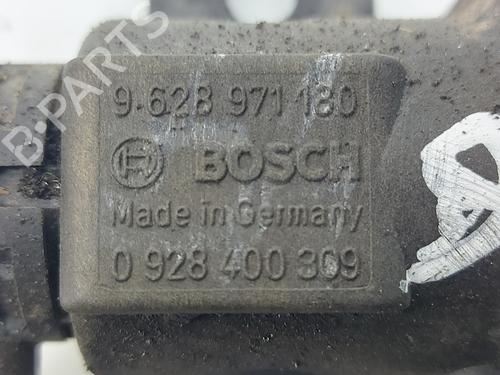 9.628 971 180
BOSCH
Made in Germany
0 928 400 309
B-PARTS